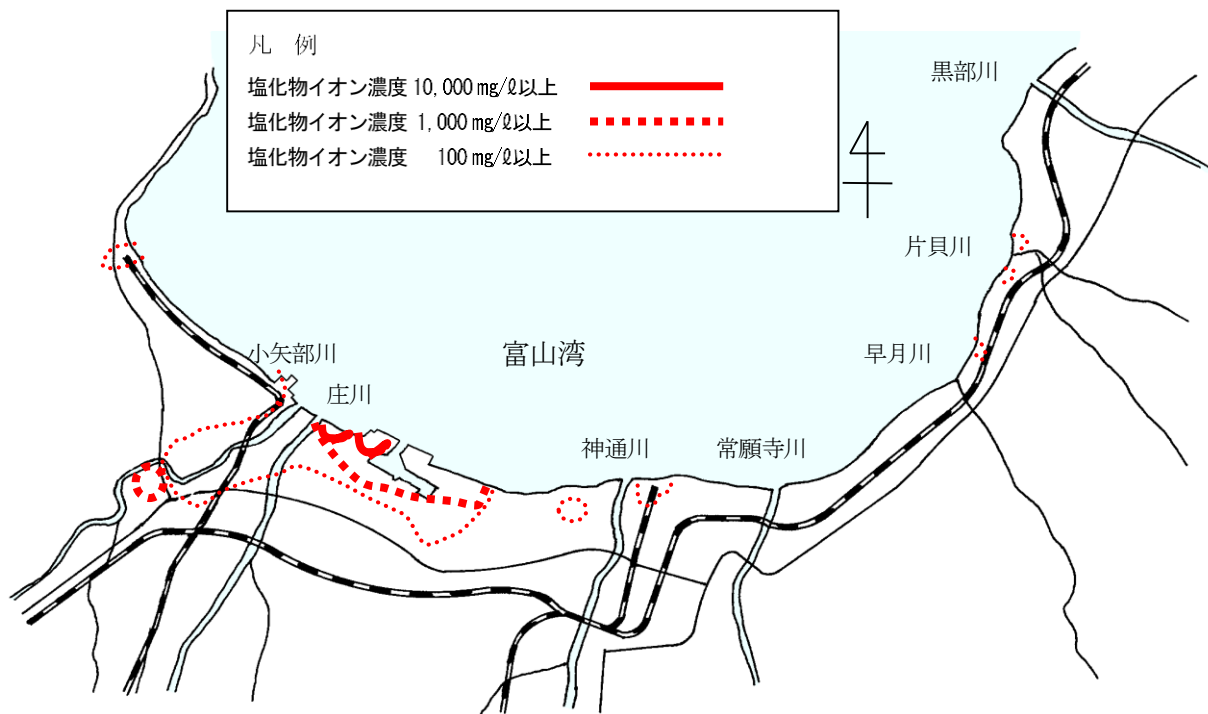 凡 例
塩化物イオン濃度 10,000 mg/ℓ以上
塩化物イオン濃度 1,000 mg/ℓ以上
塩化物イオン濃度 100 mg/ℓ以上
黒部川
片貝川
早月川
小矢部川
富山湾
庄川
神通川
常願寺川